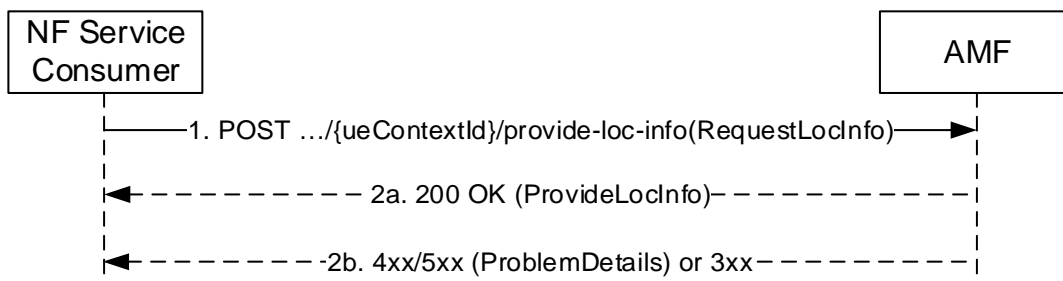 NF Service
Consumer
AMF
1. POST …/{ueContextId}/provide-loc-info(RequestLocInfo)
2a. 200 OK (ProvideLocInfo)
2b. 4xx/5xx (ProblemDetails) or 3xx